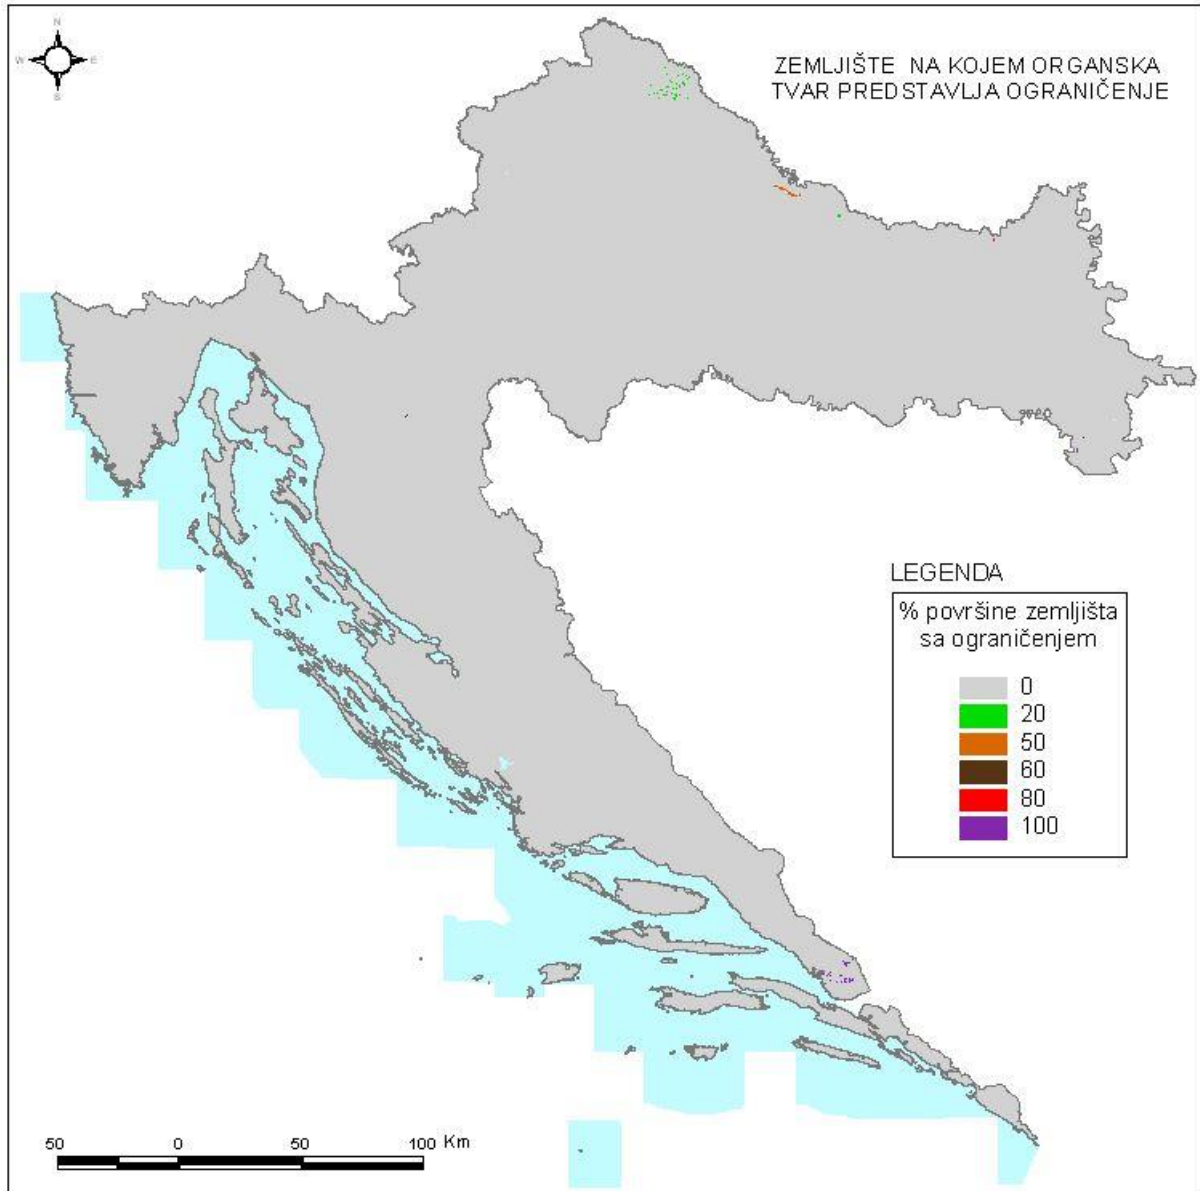 N
W E
S
ZEMLJIŠTE NA KOJEM ORGANSKA
TVAR PREDSTAVLJA OGRANIČENJE
LEGENDA
% površine zemljišta
sa ograničenjem
0
20
50
60
80
100
50 0 50 100 Km